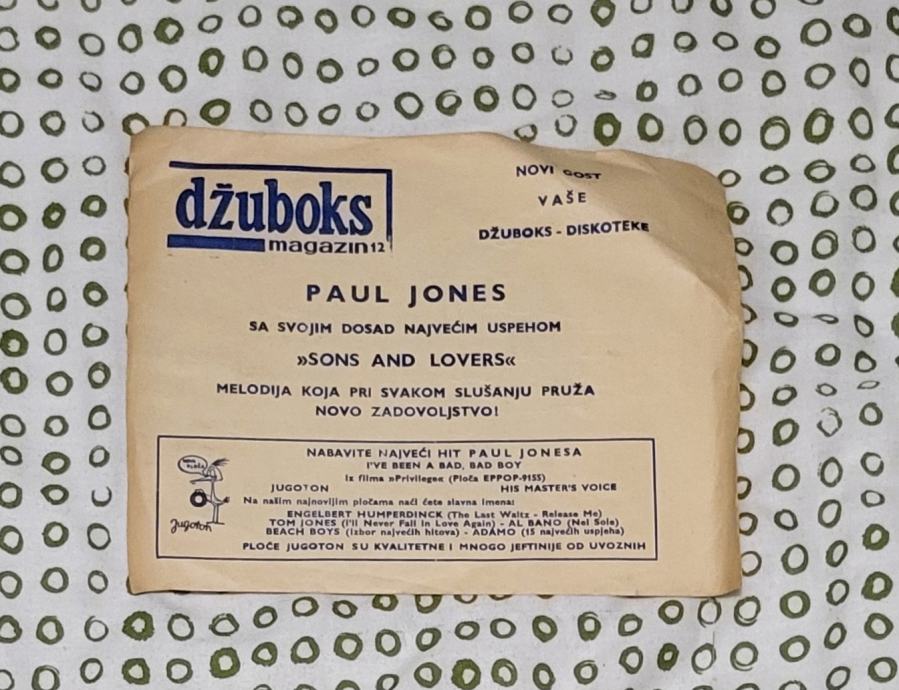 džuboks
magazin 12
NOVI GOST
VAŠE
DŽUBOKS - DISKOTEKE
PAUL JONES
SA SVOJIM DOSAD NAJVEĆIM USPEHOM
»SONS AND LOVERS«
MELODIJA KOJA PRI SVAKOM SLUŠANJU PRUŽA
NOVO ZADOVOLJSTVO!
NABAVITE NAJVEĆI HIT PAUL JONESA
I'VE BEEN A BAD, BAD BOY
Iz filma »Privilege« (Ploča EPPOP-9155)
JUGOTON HIS MASTER'S VOICE
Na našim najnovijim pločama naći ćete slavna imena:
ENGELBERT HUMPERDINCK (The Last Waltz - Release Me)
TOM JONES (I'll Never Fall In Love Again) - AL BANO (Nel Sole)
BEACH BOYS (Izbor najvećih hitova) - ADAMO (15 najvećih uspjeha)
PLOČE JUGOTON SU KVALITETNE I MNOGO JEFTINIJE OD UVOZNIH
Jugoton